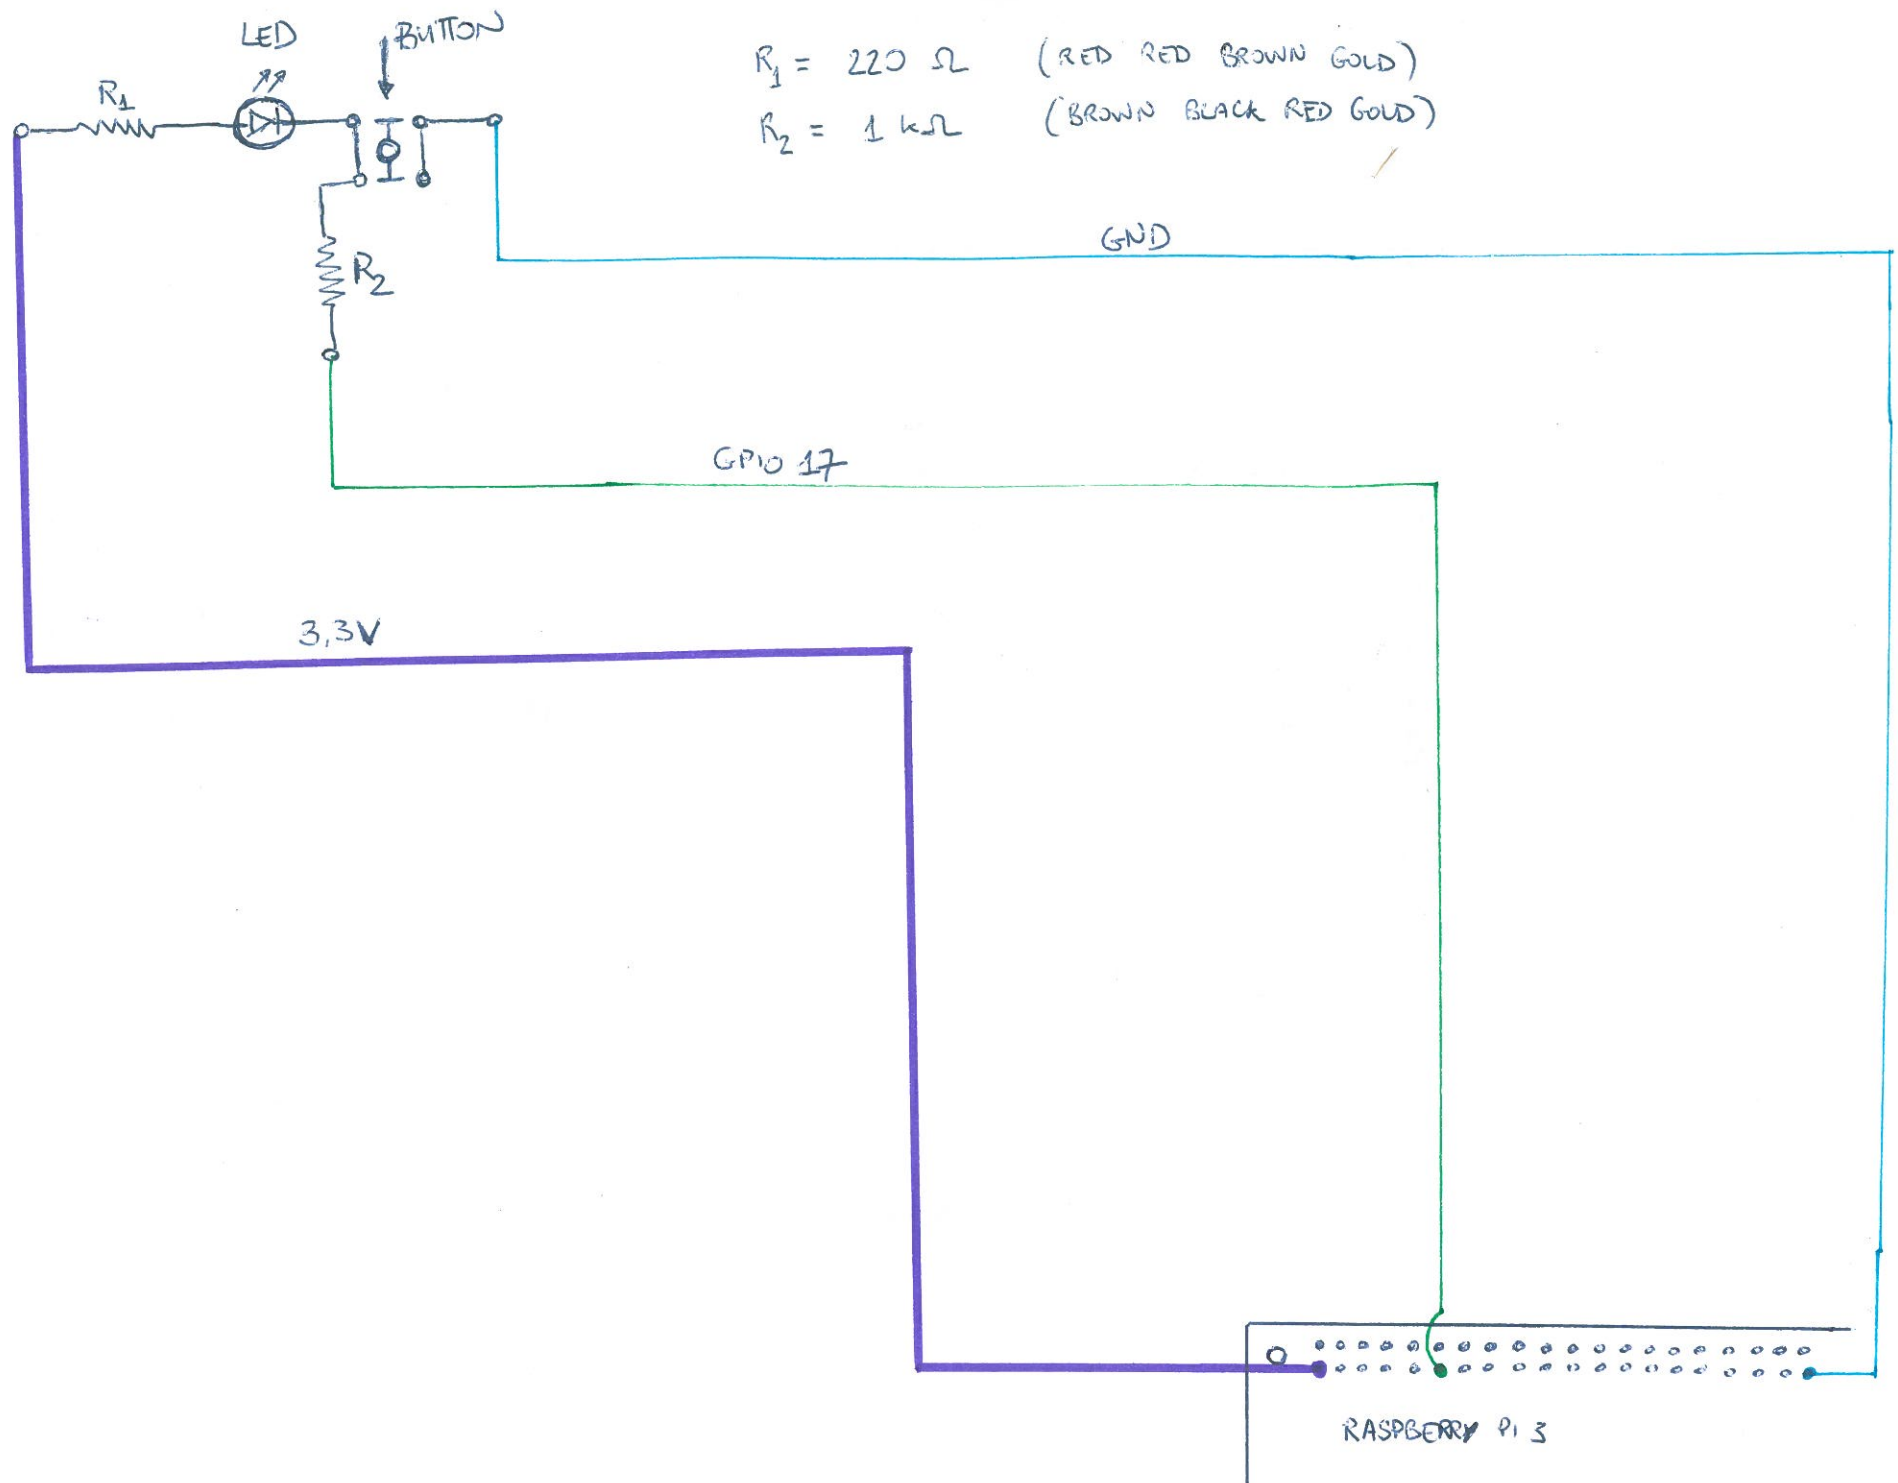 LED
BUTTON
R1
R1 = 220 Ω (RED RED BROWN GOLD)
R2 = 1 kΩ (BROWN BLACK RED GOLD)
R2
GND
GPIO 17
3,3V
RASPBERRY PI 3